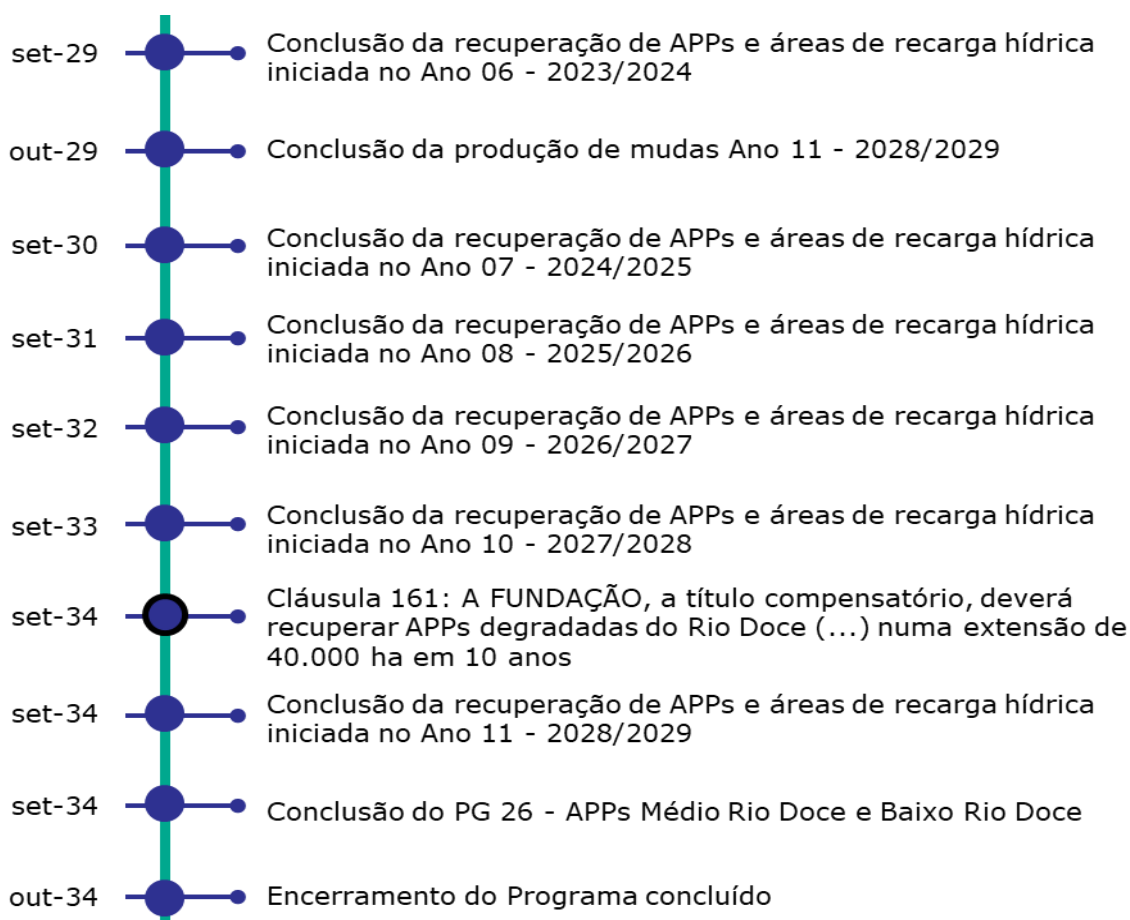 set-29
Conclusão da recuperação de APPs e áreas de recarga hídrica
iniciada no Ano 06 - 2023/2024
out-29
Conclusão da produção de mudas Ano 11 - 2028/2029
set-30
Conclusão da recuperação de APPs e áreas de recarga hídrica
iniciada no Ano 07 - 2024/2025
set-31
Conclusão da recuperação de APPs e áreas de recarga hídrica
iniciada no Ano 08 - 2025/2026
set-32
Conclusão da recuperação de APPs e áreas de recarga hídrica
iniciada no Ano 09 - 2026/2027
set-33
Conclusão da recuperação de APPs e áreas de recarga hídrica
iniciada no Ano 10 - 2027/2028
set-34
Cláusula 161: A FUNDAÇÃO, a título compensatório, deverá
recuperar APPs degradadas do Rio Doce (...) numa extensão de
40.000 ha em 10 anos
set-34
Conclusão da recuperação de APPs e áreas de recarga hídrica
iniciada no Ano 11 - 2028/2029
set-34
Conclusão do PG 26 - APPs Médio Rio Doce e Baixo Rio Doce
out-34
Encerramento do Programa concluído